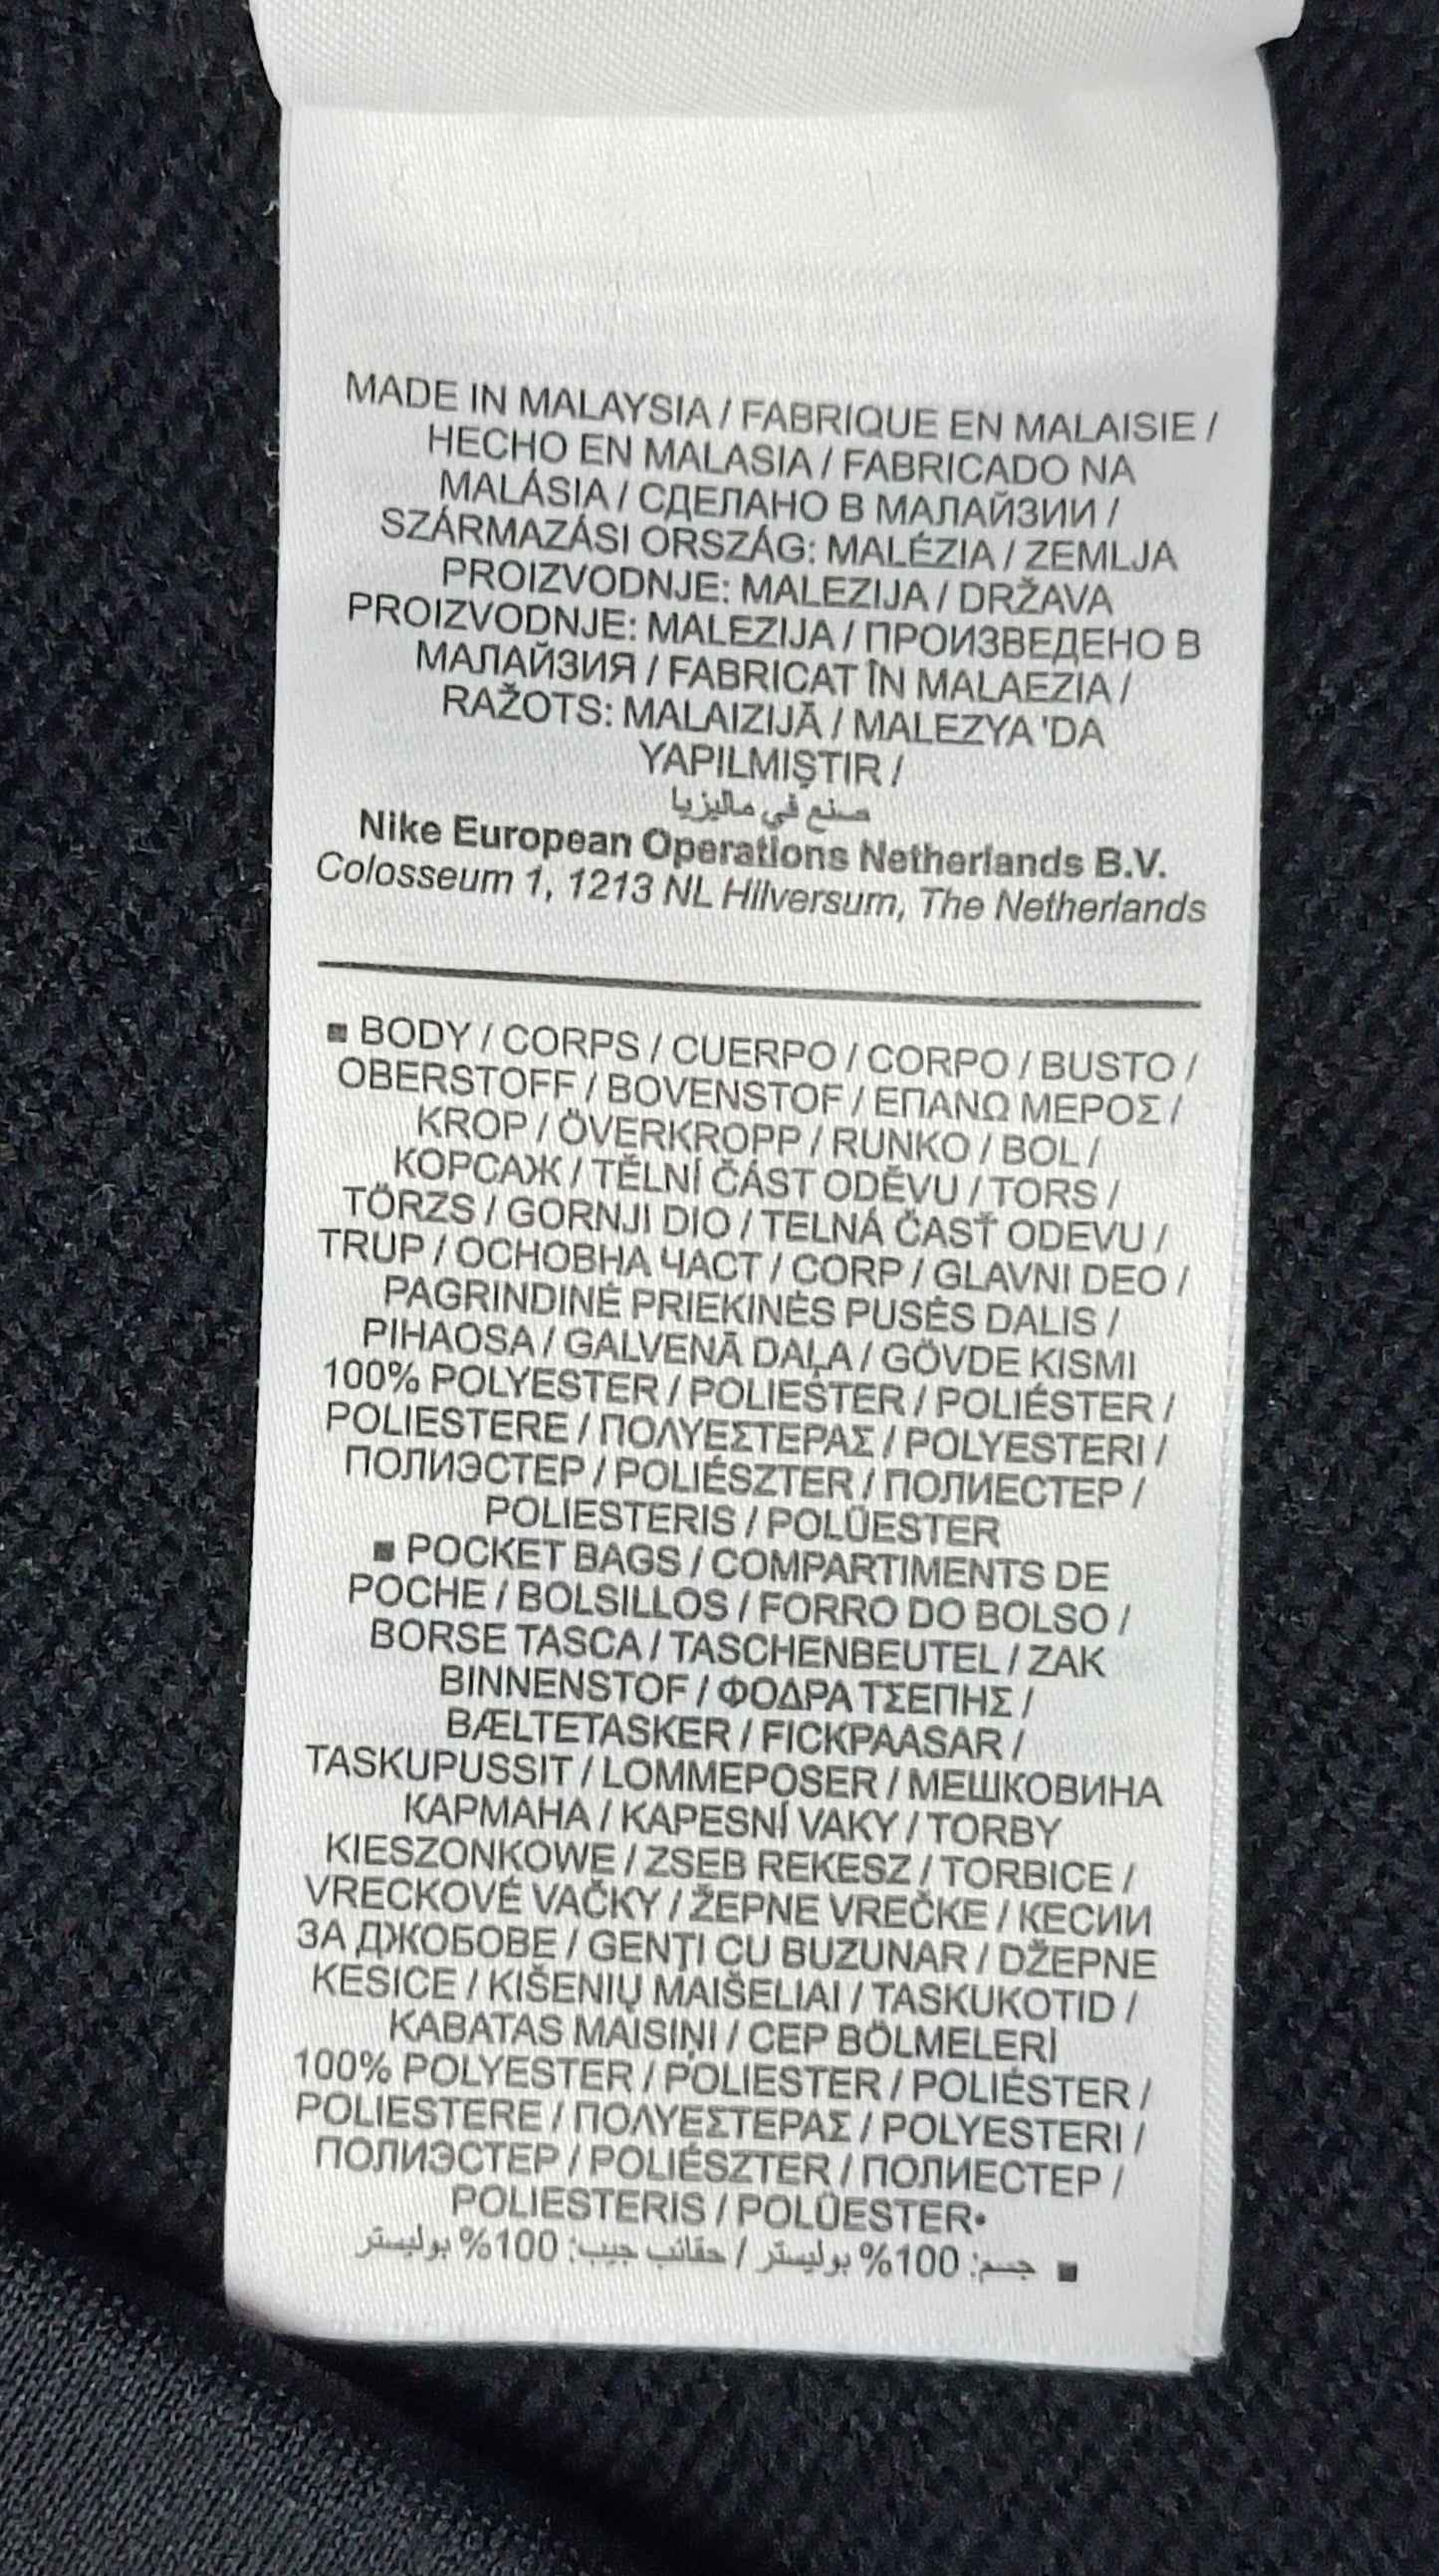 MADE IN MALAYSIA / FABRIQUE EN MALAISIE /
HECHO EN MALASIA / FABRICADO NA
MALÁSIA / СДЕЛАНО В МАЛАЙЗИИ /
SZÁRMAZÁSI ORSZÁG: MALÉZIA / ZEMLJA
PROIZVODNJE: MALEZIJA / DRŽAVA
PROIZVODNJE: MALEZIJA / ПРОИЗВЕДЕНО В
МАЛАЙЗИЯ / FABRICAT ÎN MALAEZIA /
RAŽOTS: MALAIZIJĀ / MALEZYA 'DA
YAPILMIŞTIR /
صنع في ماليزيا
Nike European Operations Netherlands B.V.
Colosseum 1, 1213 NL Hilversum, The Netherlands
■ BODY / CORPS / CUERPO / CORPO / BUSTO /
OBERSTOFF / BOVENSTOF / ΕΠΑΝΩ ΜΕΡΟΣ /
KROP / ÖVERKROPP / RUNKO / BOL /
КОРСАЖ / TĚLNÍ ČÁST ODĚVU / TORS /
TÖRZS / GORNJI DIO / TELNÁ ČASŤ ODEVU /
TRUP / ОСНОВНА ЧАСТ / CORP / GLAVNI DEO /
PAGRINDINĖ PRIEKINĖS PUSĖS DALIS /
PIHAOSA / GALVENĀ DAĻA / GÖVDE KISMI
100% POLYESTER / POLIESTER / POLIÉSTER /
POLIESTERE / ΠΟΛΥΕΣΤΕΡΑΣ / POLYESTERI /
ПОЛИЭСТЕР / POLIÉSZTER / ПОЛИЕСТЕР /
POLIESTERIS / POLÜESTER
■ POCKET BAGS / COMPARTIMENTS DE
POCHE / BOLSILLOS / FORRO DO BOLSO /
BORSE TASCA / TASCHENBEUTEL / ZAK
BINNENSTOF / ΦΟΔΡΑ ΤΣΕΠΗΣ /
BÆLTETASKER / FICKPAASAR /
TASKUPUSSIT / LOMMEPOSER / МЕШКОВИНА
КАРМАНА / KAPESNÍ VAKY / TORBY
KIESZONKOWE / ZSEB REKESZ / TORBICE /
VRECKOVÉ VAČKY / ŽEPNE VREČKE / КЕСИИ
ЗА ДЖОБОВЕ / GENȚI CU BUZUNAR / DŽEPNE
KESICE / KIŠENIŲ MAIŠELIAI / TASKUKOTID /
KABATAS MAISIŅI / CEP BÖLMELERİ
100% POLYESTER / POLIESTER / POLIÉSTER /
POLIESTERE / ΠΟΛΥΕΣΤΕΡΑΣ / POLYESTERI /
ПОЛИЭСТЕР / POLIÉSZTER / ПОЛИЕСТЕР /
POLIESTERIS / POLÜESTER•
■ جسم: 100% بوليستر / حقائب جيب: 100% بوليستر